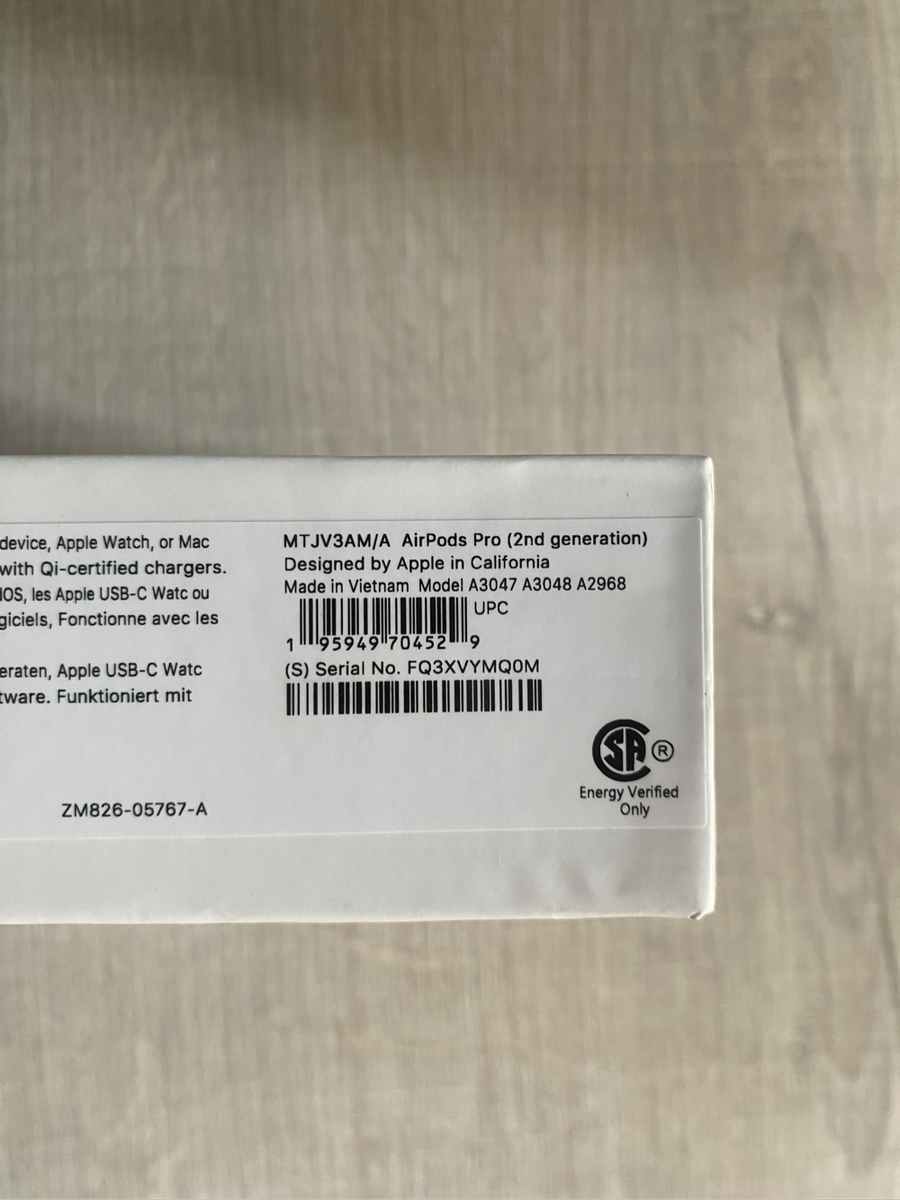 device, Apple Watch, or Mac
with Qi-certified chargers.
IOS, les Apple USB-C Watc ou
giciels, Fonctionne avec les
eraten, Apple USB-C Watc
tware. Funktioniert mit
ZM826-05767-A
MTJV3AM/A AirPods Pro (2nd generation)
Designed by Apple in California
Made in Vietnam Model A3047 A3048 A2968
UPC
1 95949 70452 9
(S) Serial No. FQ3XVYMQ0M
SA ®
Energy Verified
Only